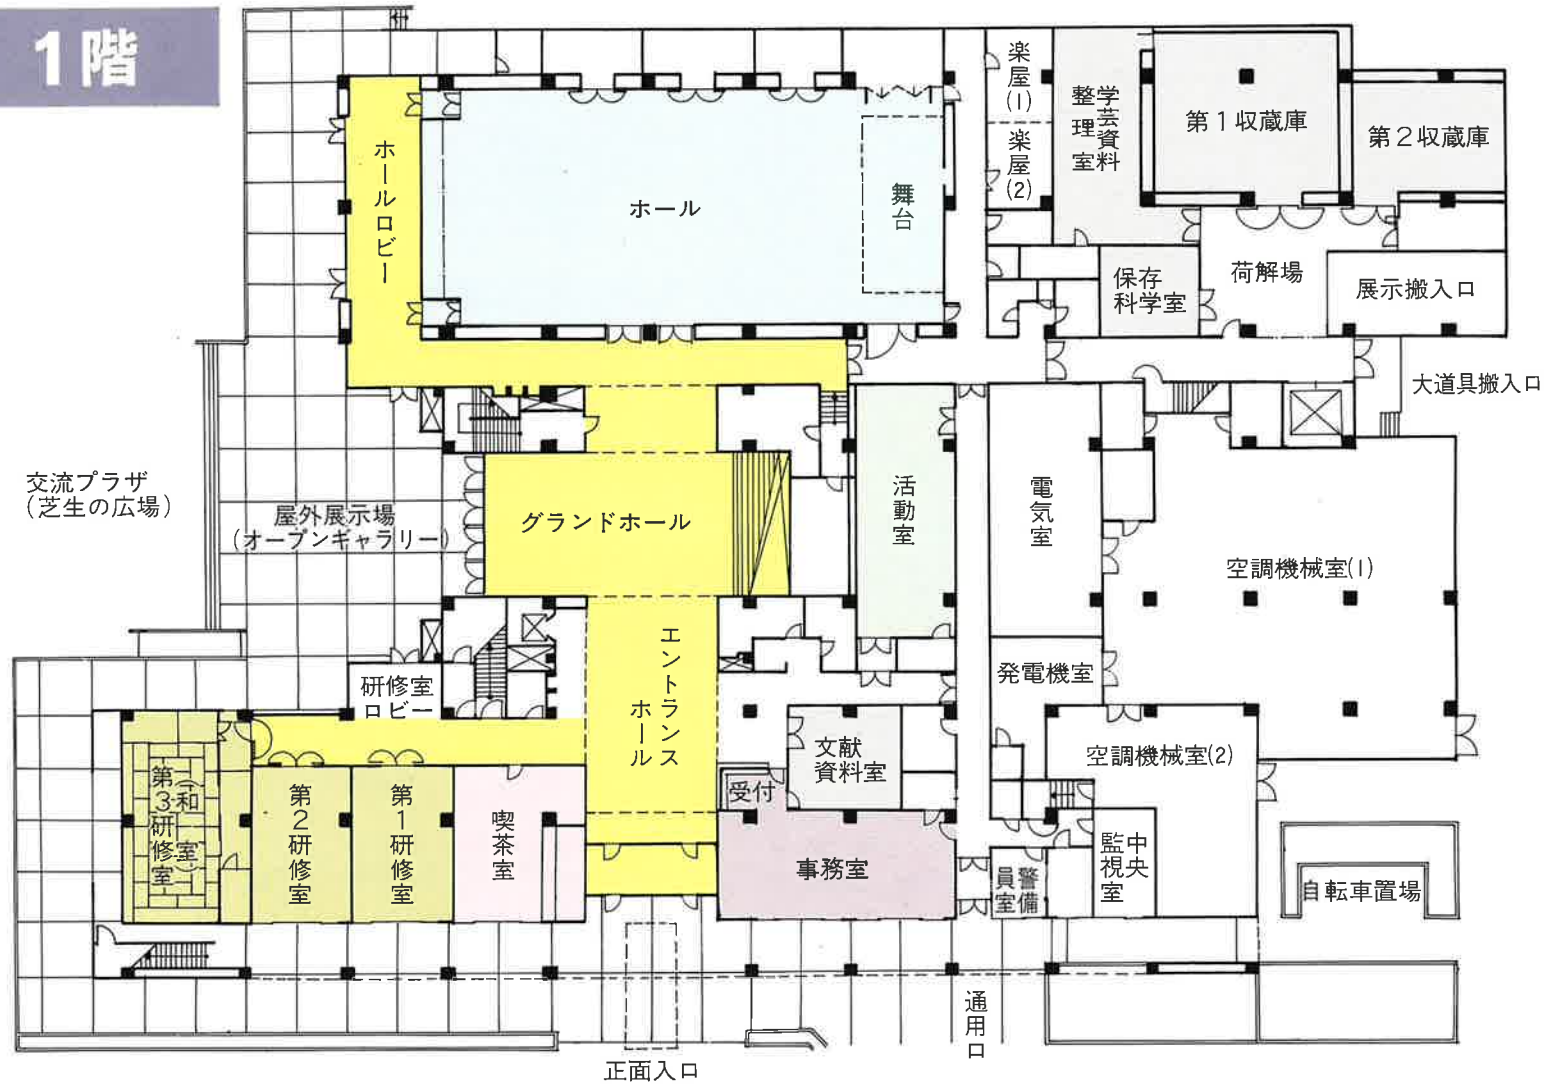 1階
楽屋(1)
楽屋(2)
学芸資料
整理室
第1収蔵庫
第2収蔵庫
ホールロビー
ホール
舞台
保存
科学室
荷解場
展示搬入口
大道具搬入口
交流プラザ
(芝生の広場)
屋外展示場
(オープンギャラリー)
グランドホール
活動室
電気室
空調機械室(1)
エントランス
ホール
研修室
ロビー
発電機室
文献
資料室
空調機械室(2)
受付
第3研修室
(和室)
第2研修室
第1研修室
喫茶室
事務室
警備
員室
中央
監視室
自転車置場
通用口
正面入口